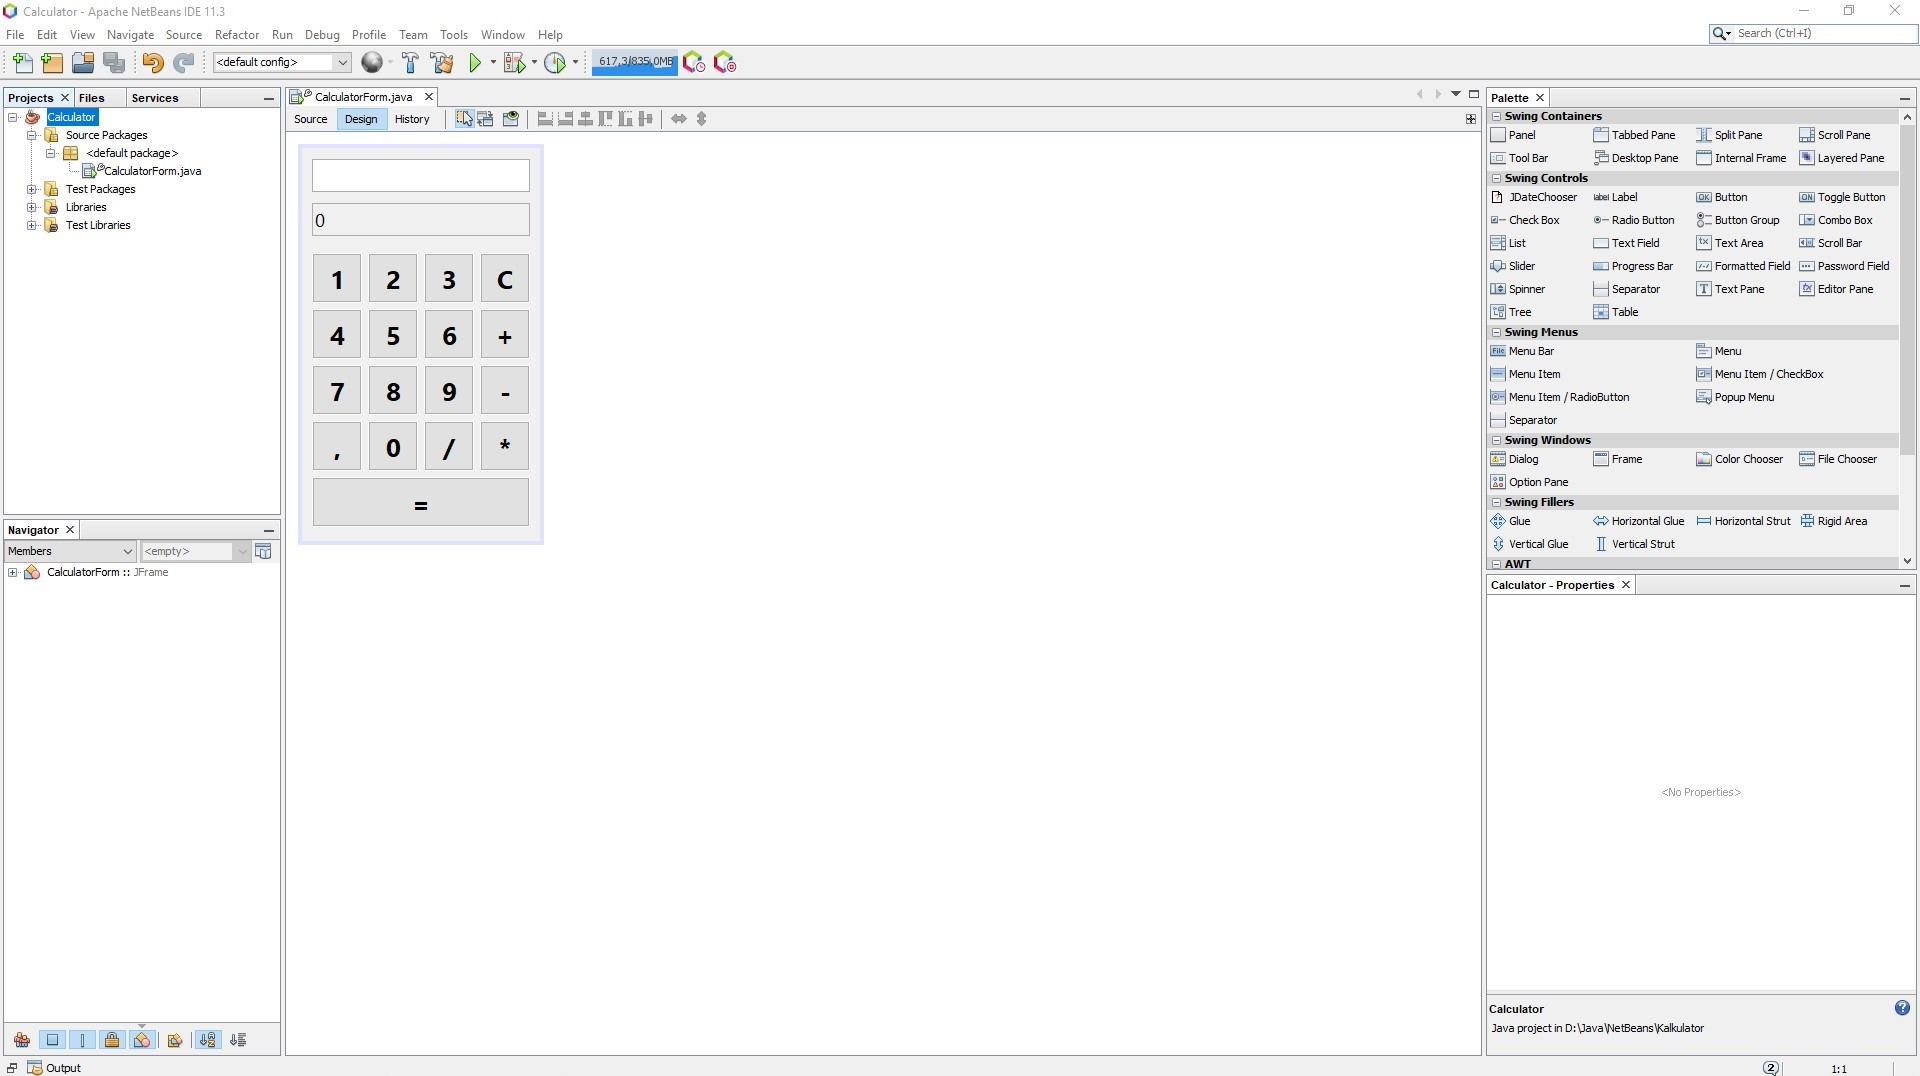 Calculator - Apache NetBeans IDE 11.3
File Edit View Navigate Source Refactor Run Debug Profile Team Tools Window Help
Search (Ctrl+I)
<default config>
617,3/835,0MB
Projects Files Services
Calculator
Source Packages
<default package>
CalculatorForm.java
Test Packages
Libraries
Test Libraries
Navigator
Members <empty>
CalculatorForm :: JFrame
CalculatorForm.java
Source Design History
0
1 2 3 C
4 5 6 +
7 8 9 -
, 0 / *
=
Palette
Swing Containers
Panel Tabbed Pane Split Pane Scroll Pane
Tool Bar Desktop Pane Internal Frame Layered Pane
Swing Controls
JDateChooser label Label OK Button ON Toggle Button
Check Box Radio Button Button Group Combo Box
List Text Field Text Area Scroll Bar
Slider Progress Bar Formatted Field Password Field
Spinner Separator Text Pane Editor Pane
Tree Table
Swing Menus
File Menu Bar Menu
Menu Item Menu Item / CheckBox
Menu Item / RadioButton Popup Menu
Separator
Swing Windows
Dialog Frame Color Chooser File Chooser
Option Pane
Swing Fillers
Glue Horizontal Glue Horizontal Strut Rigid Area
Vertical Glue Vertical Strut
AWT
Calculator - Properties
<No Properties>
Calculator
Java project in D:\Java\NetBeans\Kalkulator
Output
2
1:1